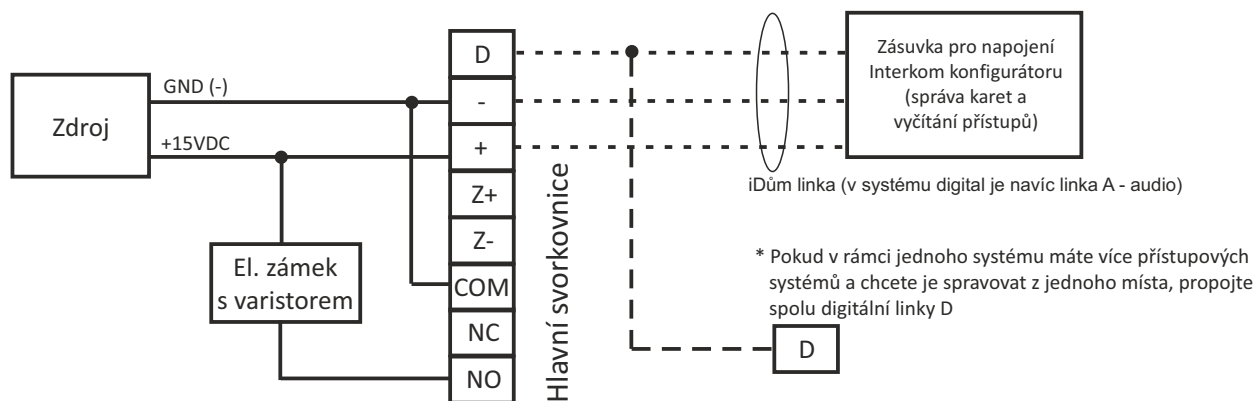 Zdroj
GND (-)
+15VDC
El. zámek
s varistorem
D
-
+
Z+
Z-
COM
NC
NO
Hlavní svorkovnice
Zásuvka pro napojení
Interkom konfigurátoru
(správa karet a
vyčítání přístupů)
iDům linka (v systému digital je navíc linka A - audio)
* Pokud v rámci jednoho systému máte více přístupových
systémů a chcete je spravovat z jednoho místa, propojte
spolu digitální linky D
D